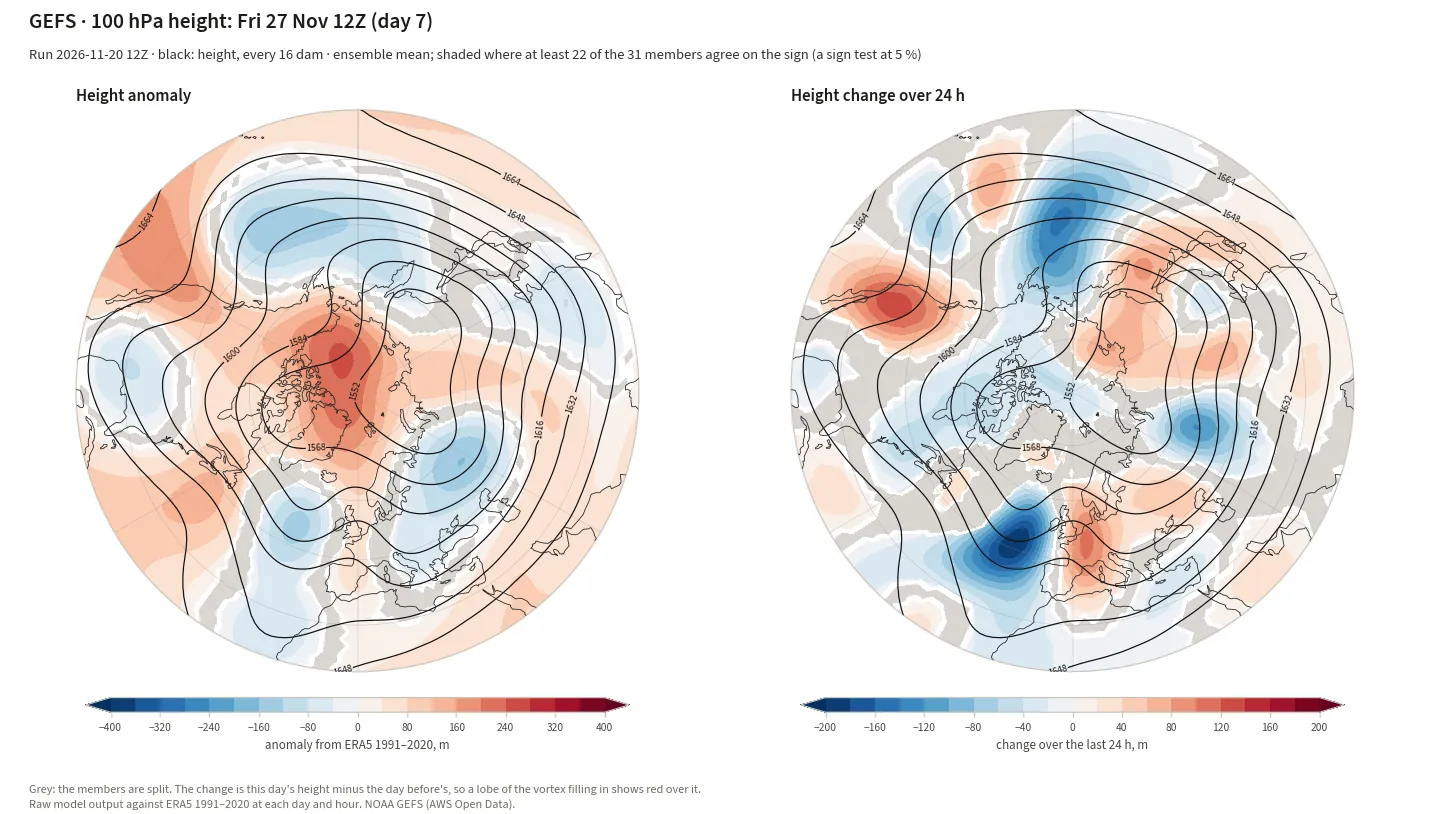 GEFS · 100 hPa height: Fri 27 Nov 12Z (day 7)
Run 2026-11-20 12Z · black: height, every 16 dam · ensemble mean; shaded where at least 22 of the 31 members agree on the sign (a sign test at 5 %)
Height anomaly
Height change over 24 h
1664
1648
1664
1600
1584
1552
1632
1616
1568
1648
1664
1648
1664
1600
1584
1552
1632
1616
1568
1648
−400 −320 −240 −160 −80 0 80 160 240 320 400
anomaly from ERA5 1991–2020, m
−200 −160 −120 −80 −40 0 40 80 120 160 200
change over the last 24 h, m
Grey: the members are split. The change is this day's height minus the day before's, so a lobe of the vortex filling in shows red over it.
Raw model output against ERA5 1991–2020 at each day and hour. NOAA GEFS (AWS Open Data).